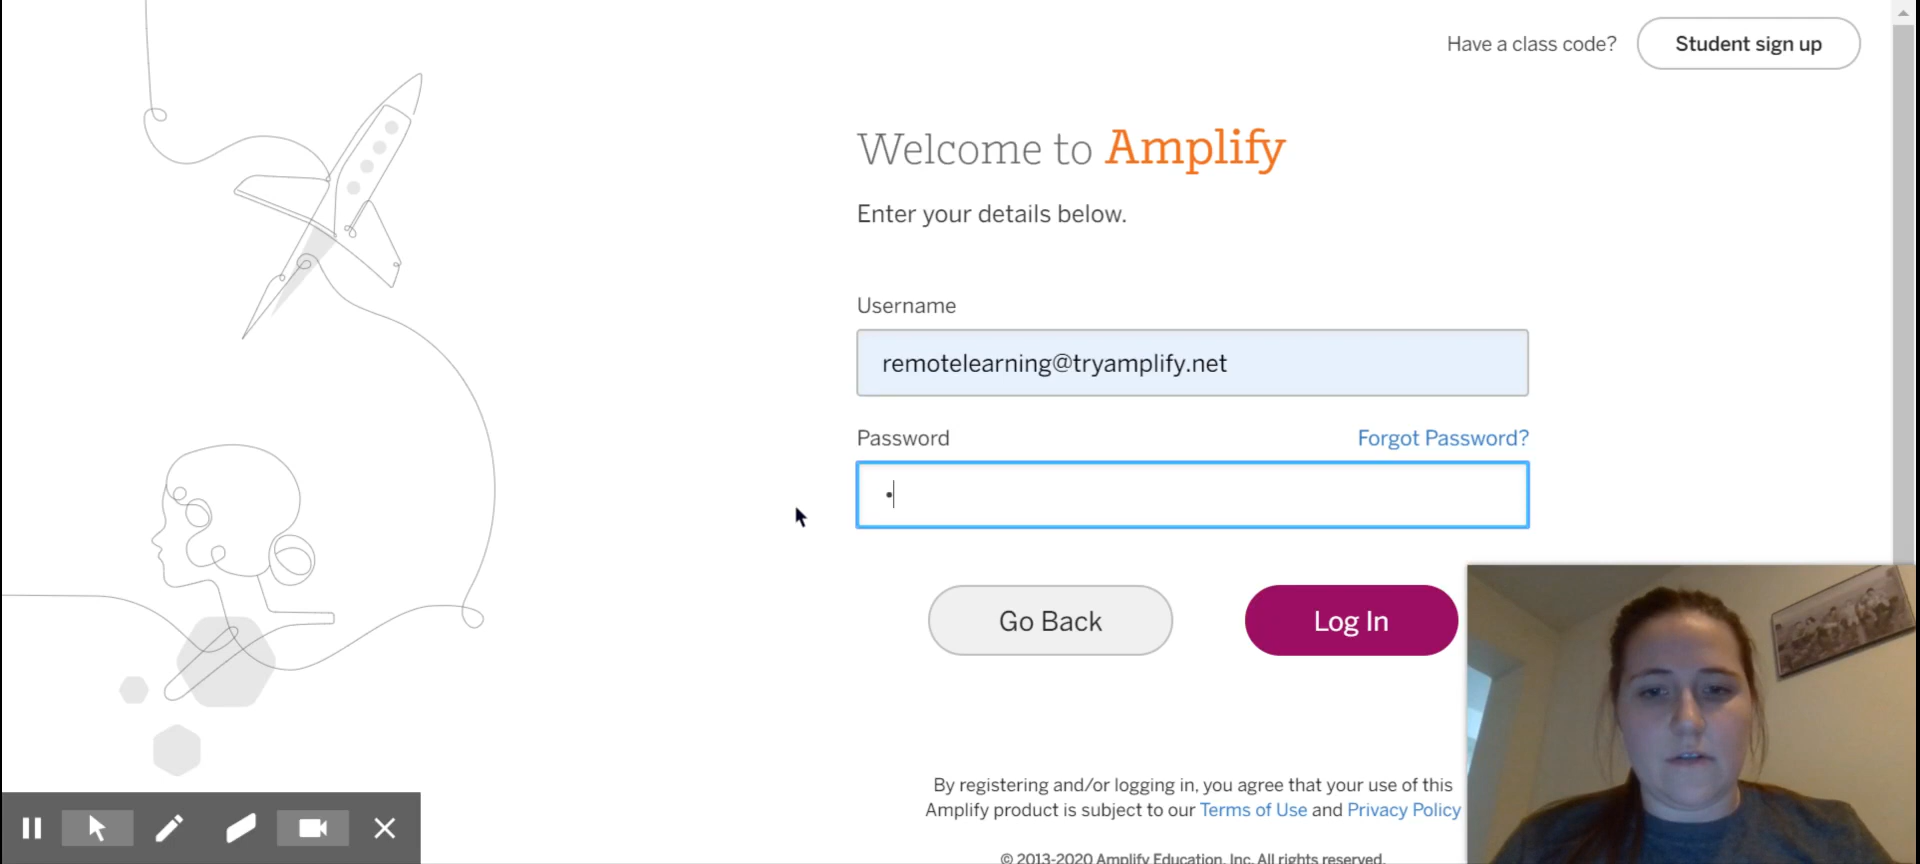 Have a class code?
Student sign up
Welcome to Amplify
Enter your details below.
Username
remotelearning@tryamplify.net
Password
Forgot Password?
Go Back
Log In
By registering and/or logging in, you agree that your use of this
Amplify product is subject to our Terms of Use and Privacy Policy
© 2013-2020 Amplify Education, Inc. All rights reserved.